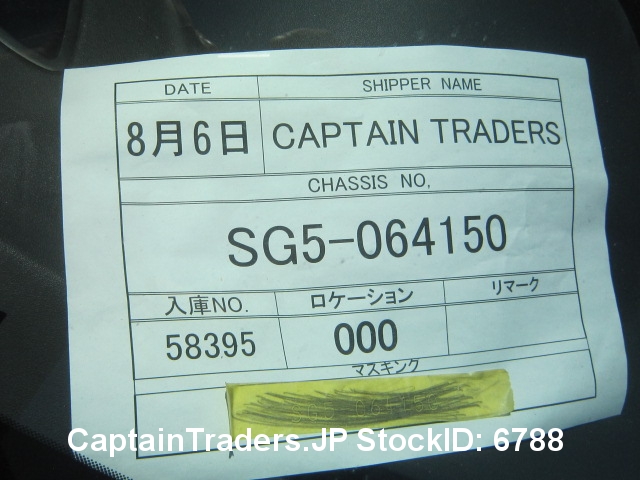 DATE SHIPPER NAME
8月6日 CAPTAIN TRADERS
CHASSIS NO.
SG5-064150
入庫NO. ロケーション リマーク
58395 000
マスキング
CaptainTraders.JP StockID: 6788